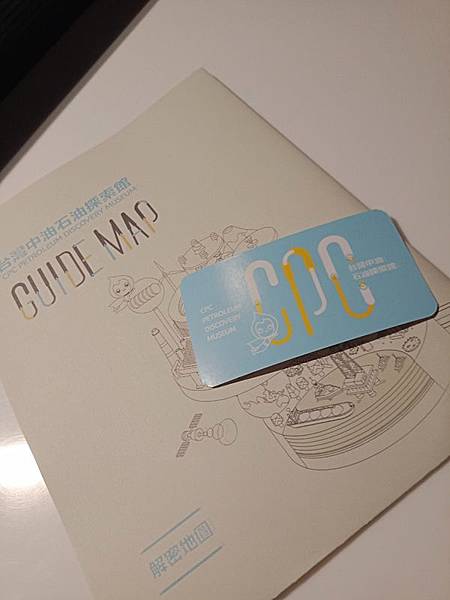 台灣中油石油探索館
CPC PETROLEUM DISCOVERY MUSEUM
GUIDE MAP
CPC
PETROLEUM
DISCOVERY
MUSEUM
CPC
台灣中油
石油探索館
解密地圖